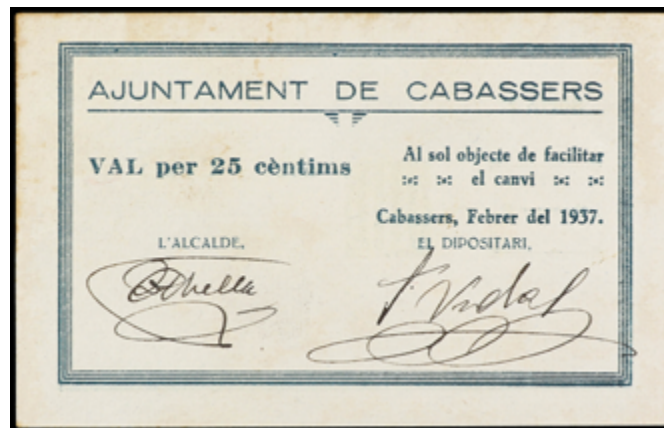 AJUNTAMENT DE CABASSERS
VAL per 25 cèntims
Al sol objecte de facilitar
el canvi
Cabassers, Febrer del 1937.
L'ALCALDE,
EL DIPOSITARI,
J. Vidal